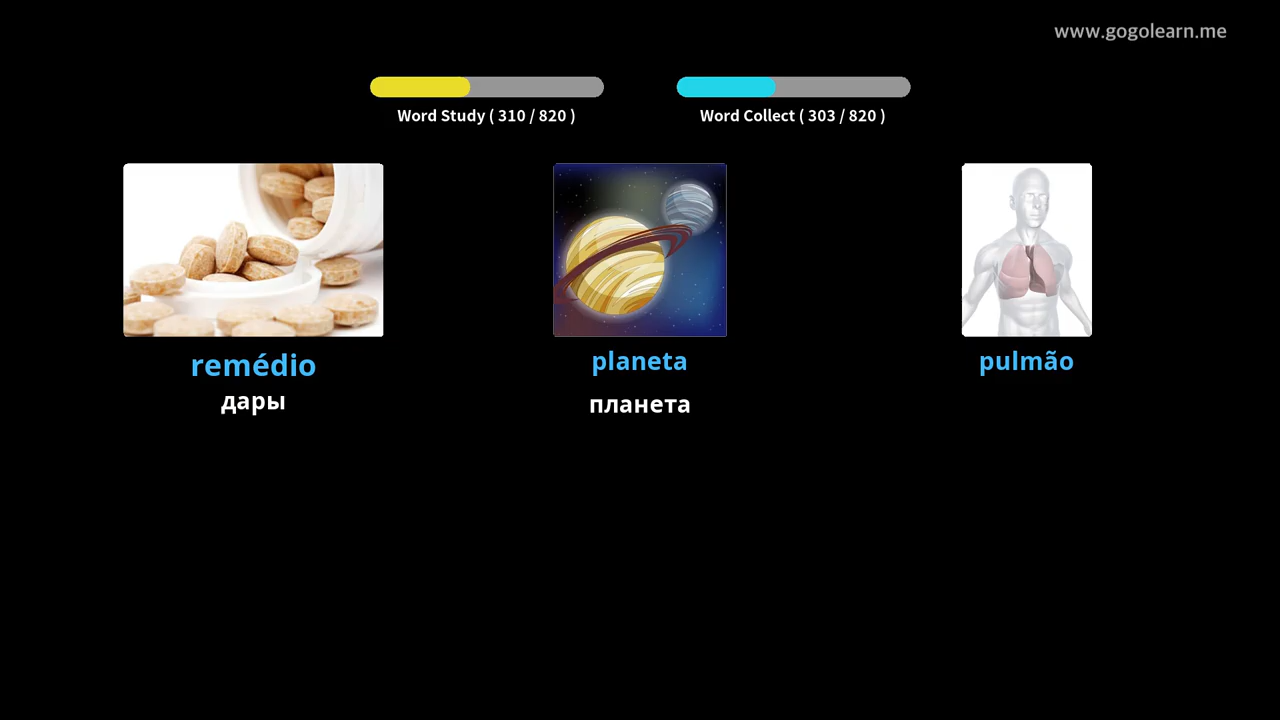 www.gogolearn.me
Word Study ( 310 / 820 )
Word Collect ( 303 / 820 )
remédio
дары
planeta
планета
pulmão